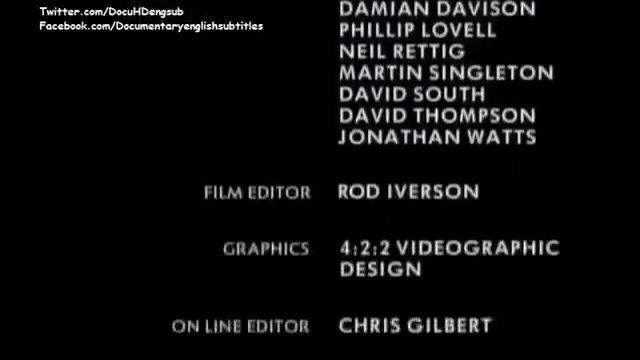 Twitter.com/DocuHDengsub
Facebook.com/Documentaryenglishsubtitles
DAMIAN DAVISON
PHILLIP LOVELL
NEIL RETTIG
MARTIN SINGLETON
DAVID SOUTH
DAVID THOMPSON
JONATHAN WATTS
FILM EDITOR ROD IVERSON
GRAPHICS 4:2:2 VIDEOGRAPHIC
DESIGN
ON LINE EDITOR CHRIS GILBERT